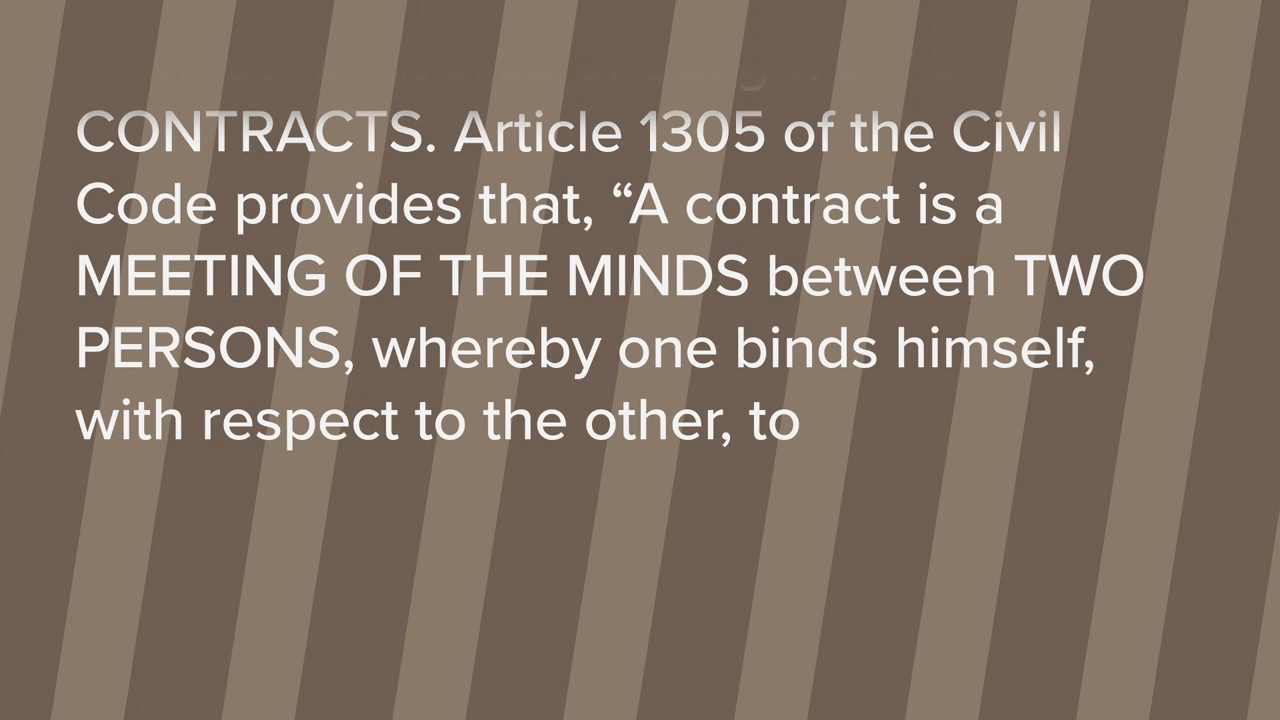 CONTRACTS. Article 1305 of the Civil
Code provides that, “A contract is a
MEETING OF THE MINDS between TWO
PERSONS, whereby one binds himself,
with respect to the other, to